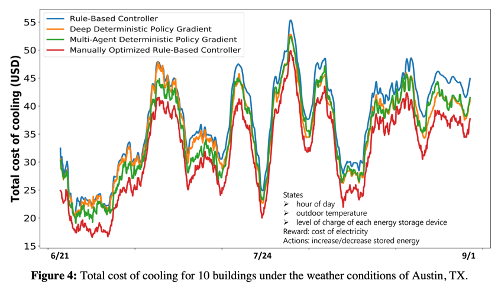 Rule-Based Controller
Deep Deterministic Policy Gradient
Multi-Agent Deterministic Policy Gradient
Manually Optimized Rule-Based Controller
Total cost of cooling (USD)
55
50
45
40
35
30
25
20
15
States
➢ hour of day
➢ outdoor temperature
➢ level of charge of each energy storage device
Reward: cost of electricity
Actions: increase/decrease stored energy
6/21
7/24
9/1
Figure 4: Total cost of cooling for 10 buildings under the weather conditions of Austin, TX.